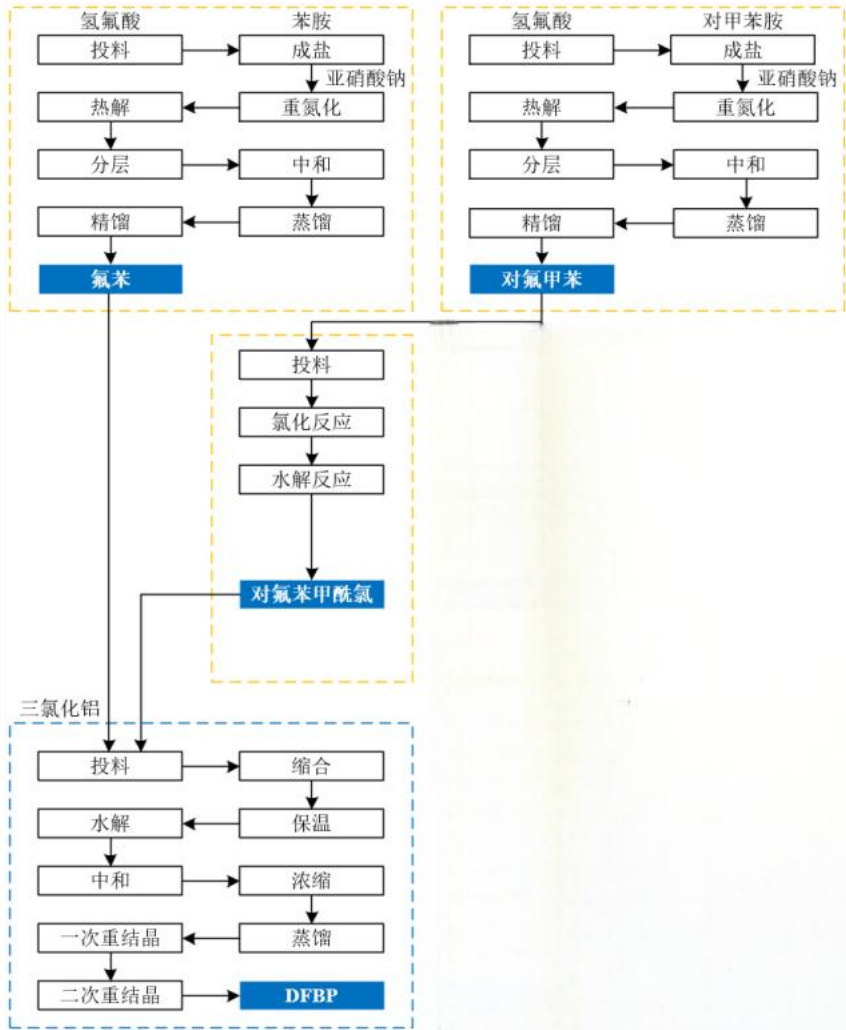 氢氟酸
苯胺
投料
成盐
亚硝酸钠
热解
重氮化
分层
中和
精馏
蒸馏
氟苯
氢氟酸
对甲苯胺
投料
成盐
亚硝酸钠
热解
重氮化
分层
中和
精馏
蒸馏
对氟甲苯
投料
氯化反应
水解反应
对氟苯甲酰氯
三氯化铝
投料
缩合
水解
保温
中和
浓缩
一次重结晶
蒸馏
二次重结晶
DFBP